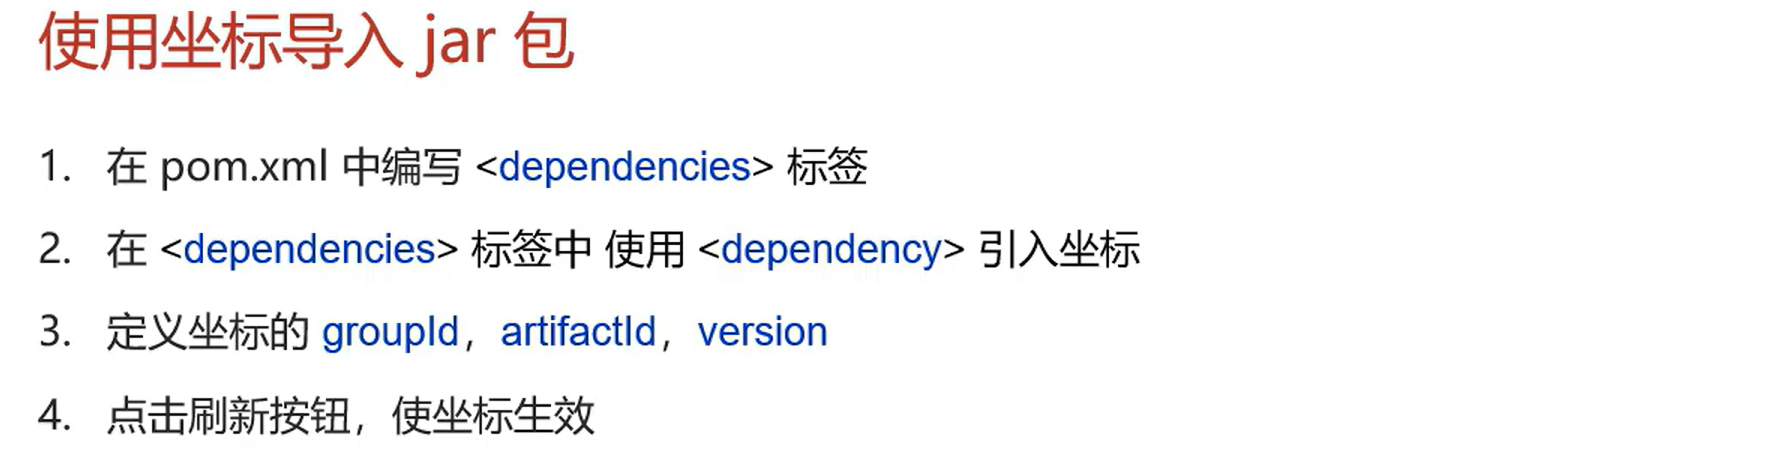 使用坐标导入 jar 包
1. 在 pom.xml 中编写 <dependencies> 标签
2. 在 <dependencies> 标签中 使用 <dependency> 引入坐标
3. 定义坐标的 groupId，artifactId，version
4. 点击刷新按钮，使坐标生效